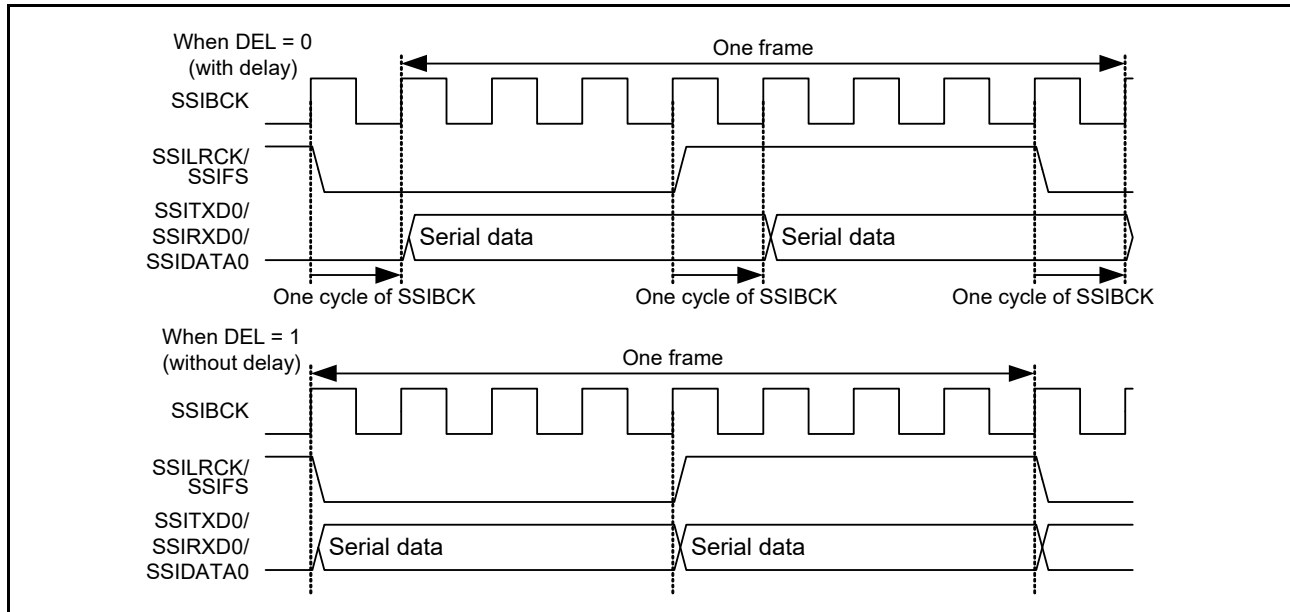 When DEL = 0
(with delay)
One frame
SSIBCK
SSILRCK/
SSIFS
SSITXD0/
SSIRXD0/
SSIDATA0
Serial data
Serial data
One cycle of SSIBCK
One cycle of SSIBCK
One cycle of SSIBCK
When DEL = 1
(without delay)
One frame
SSIBCK
SSILRCK/
SSIFS
SSITXD0/
SSIRXD0/
SSIDATA0
Serial data
Serial data